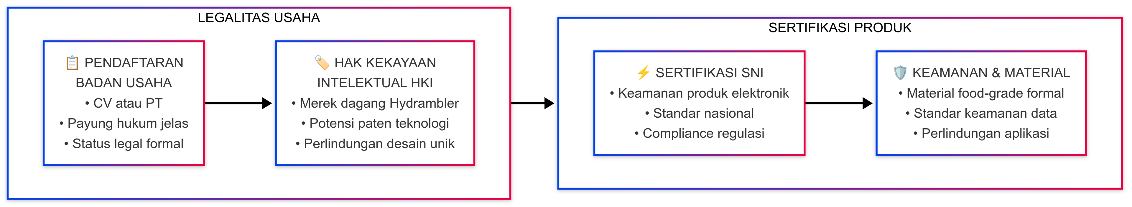 LEGALITAS USAHA
📋 PENDAFTARAN
BADAN USAHA
• CV atau PT
• Payung hukum jelas
• Status legal formal
🏷️ HAK KEKAYAAN
INTELEKTUAL HKI
• Merek dagang Hydrambler
• Potensi paten teknologi
• Perlindungan desain unik
SERTIFIKASI PRODUK
⚡ SERTIFIKASI SNI
• Keamanan produk elektronik
• Standar nasional
• Compliance regulasi
🛡️ KEAMANAN & MATERIAL
• Material food-grade formal
• Standar keamanan data
• Perlindungan aplikasi